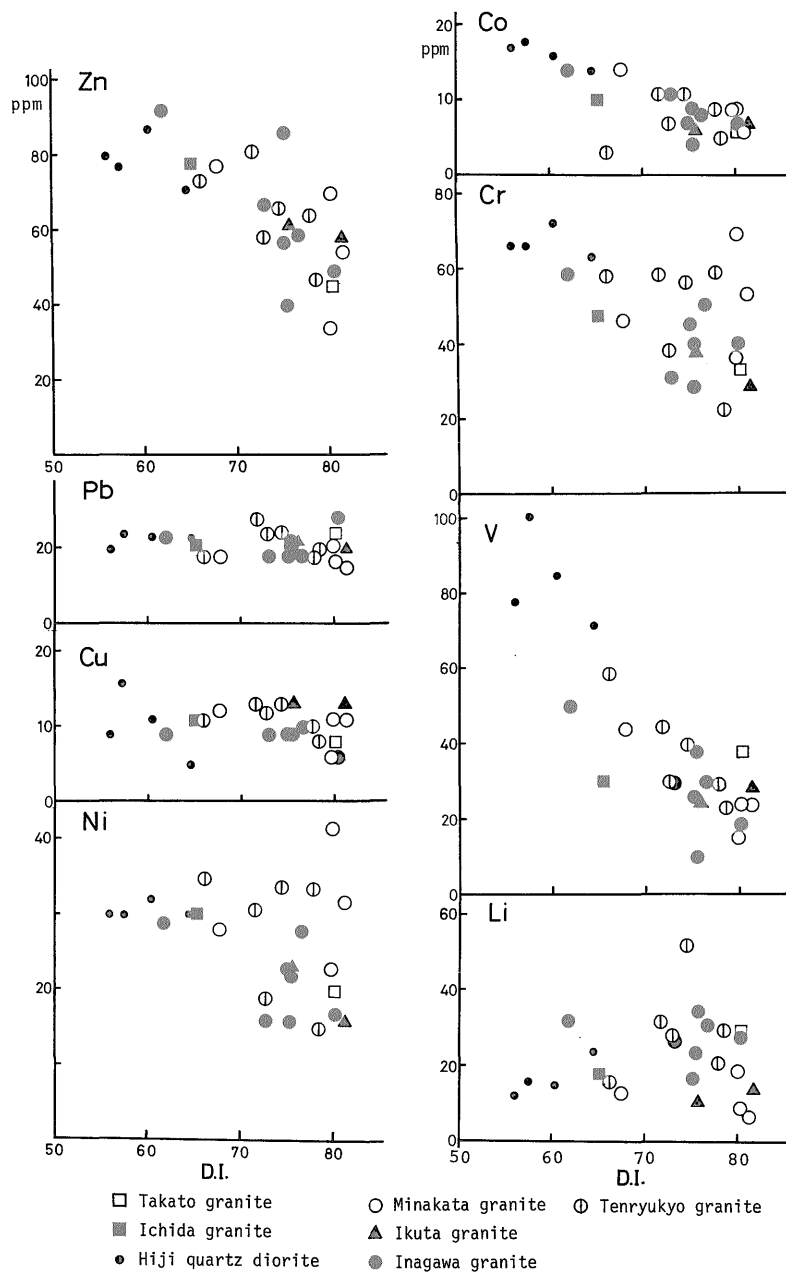 Zn
100
ppm
80
60
40
20
50 60 70 80
Pb
20
0
Cu
20
10
0
Ni
40
20
50 60 70 80
D.I.
Co
20
ppm
10
0
Cr
80
60
40
20
0
V
100
80
60
40
20
0
Li
60
40
20
0
50 60 70 80
D.I.
Takato granite
Minakata granite
Tenryukyo granite
Ichida granite
Ikuta granite
Hiji quartz diorite
Inagawa granite